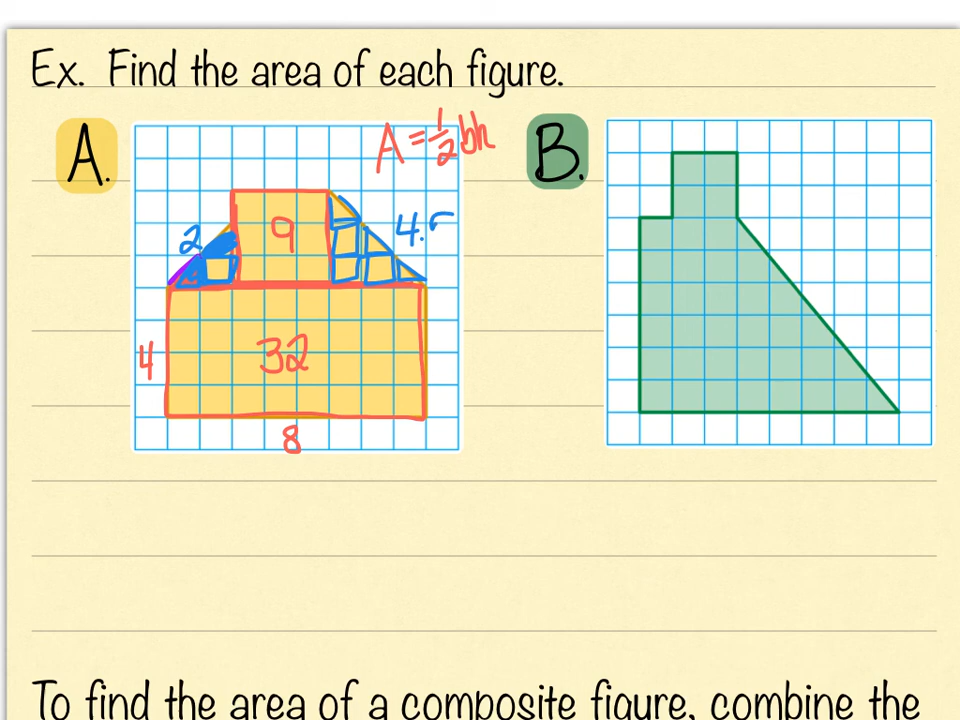 Ex. Find the area of each figure.
A.
A = 1/2 bh
B.
2
9
4.
4
32
8
To find the area of a composite figure, combine the